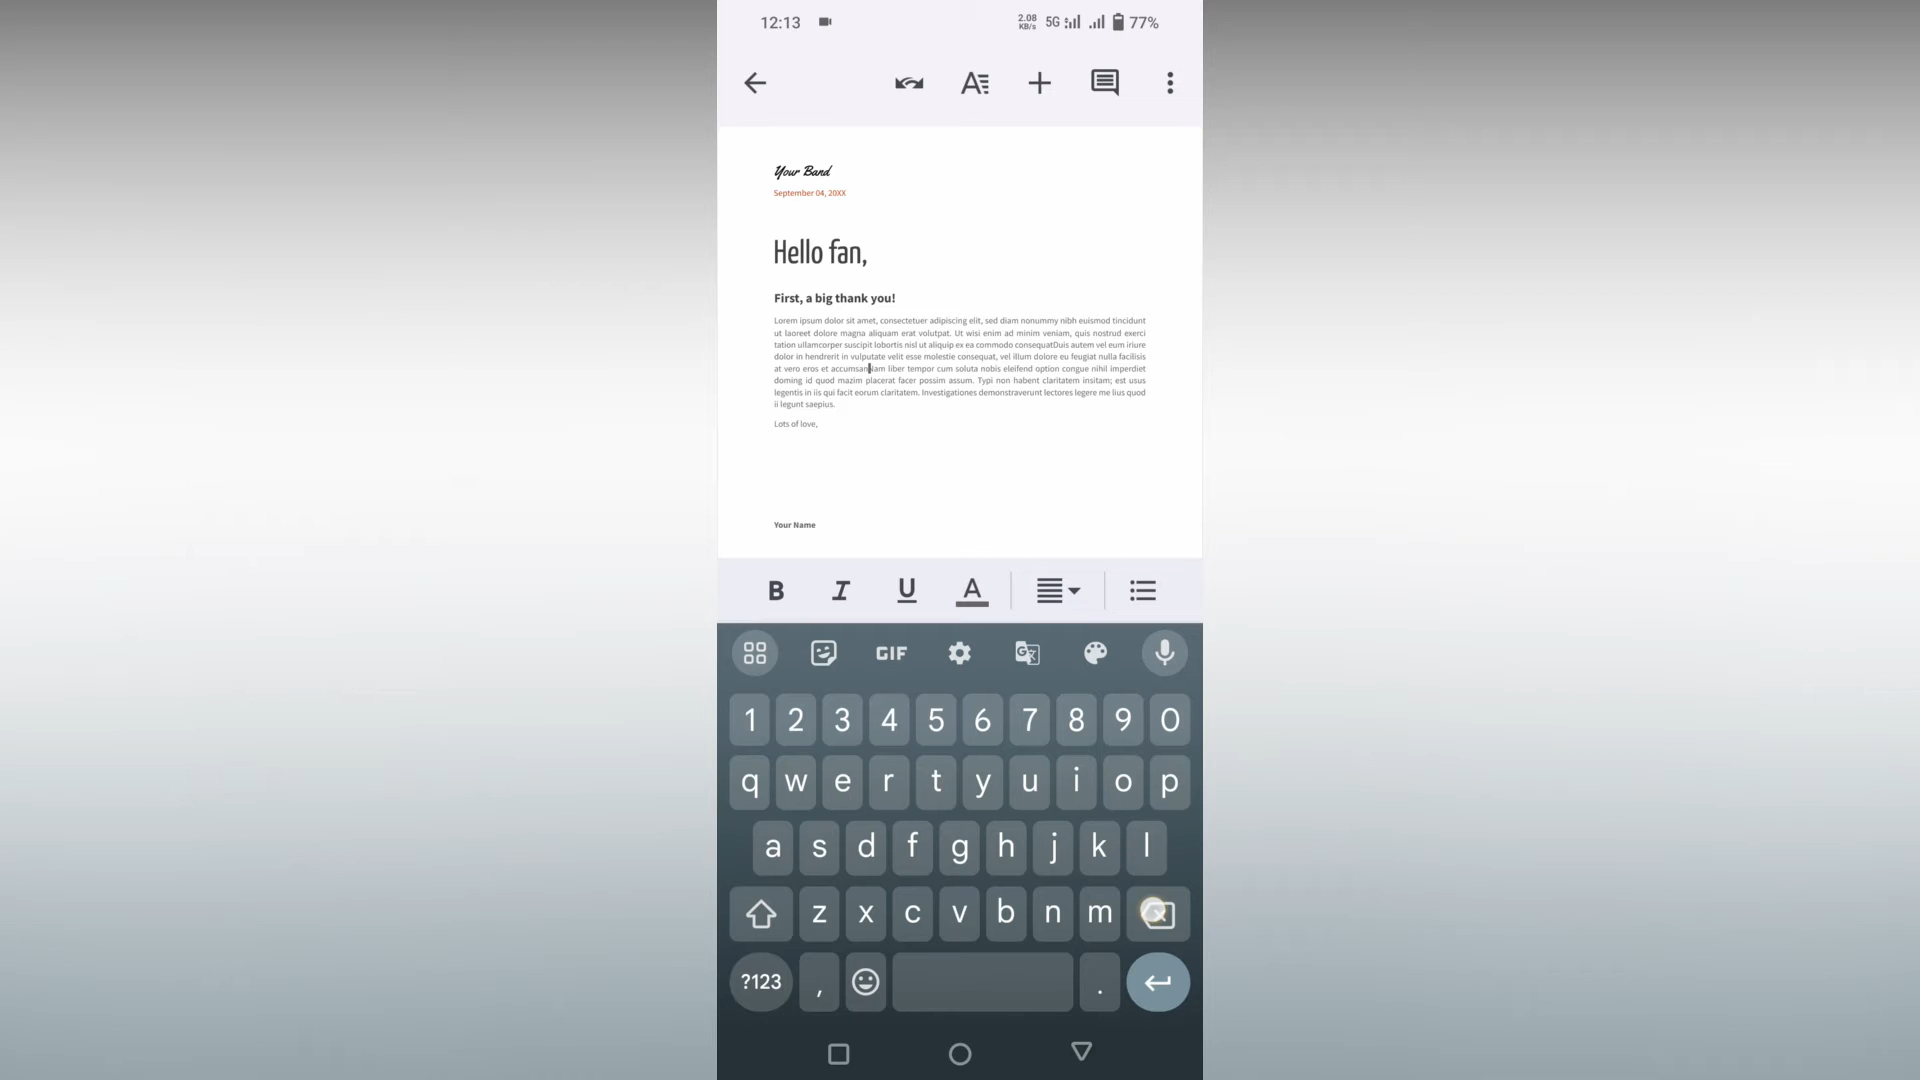 12:13
2.08 KB/s 5G 77%
Your Band
September 04, 20XX
Hello fan,
First, a big thank you!
Lorem ipsum dolor sit amet, consectetuer adipiscing elit, sed diam nonummy nibh euismod tincidunt
ut laoreet dolore magna aliquam erat volutpat. Ut wisi enim ad minim veniam, quis nostrud exerci
tation ullamcorper suscipit lobortis nisl ut aliquip ex ea commodo consequatDuis autem vel eum iriure
dolor in hendrerit in vulputate velit esse molestie consequat, vel illum dolore eu feugiat nulla facilisis
at vero eros et accumsanNam liber tempor cum soluta nobis eleifend option congue nihil imperdiet
doming id quod mazim placerat facer possim assum. Typi non habent claritatem insitam; est usus
legentis in iis qui facit eorum claritatem. Investigationes demonstraverunt lectores legere me lius quod
ii legunt saepius.
Lots of love,
Your Name
B I U A
GIF
1 2 3 4 5 6 7 8 9 0
q w e r t y u i o p
a s d f g h j k l
z x c v b n m
?123 , .